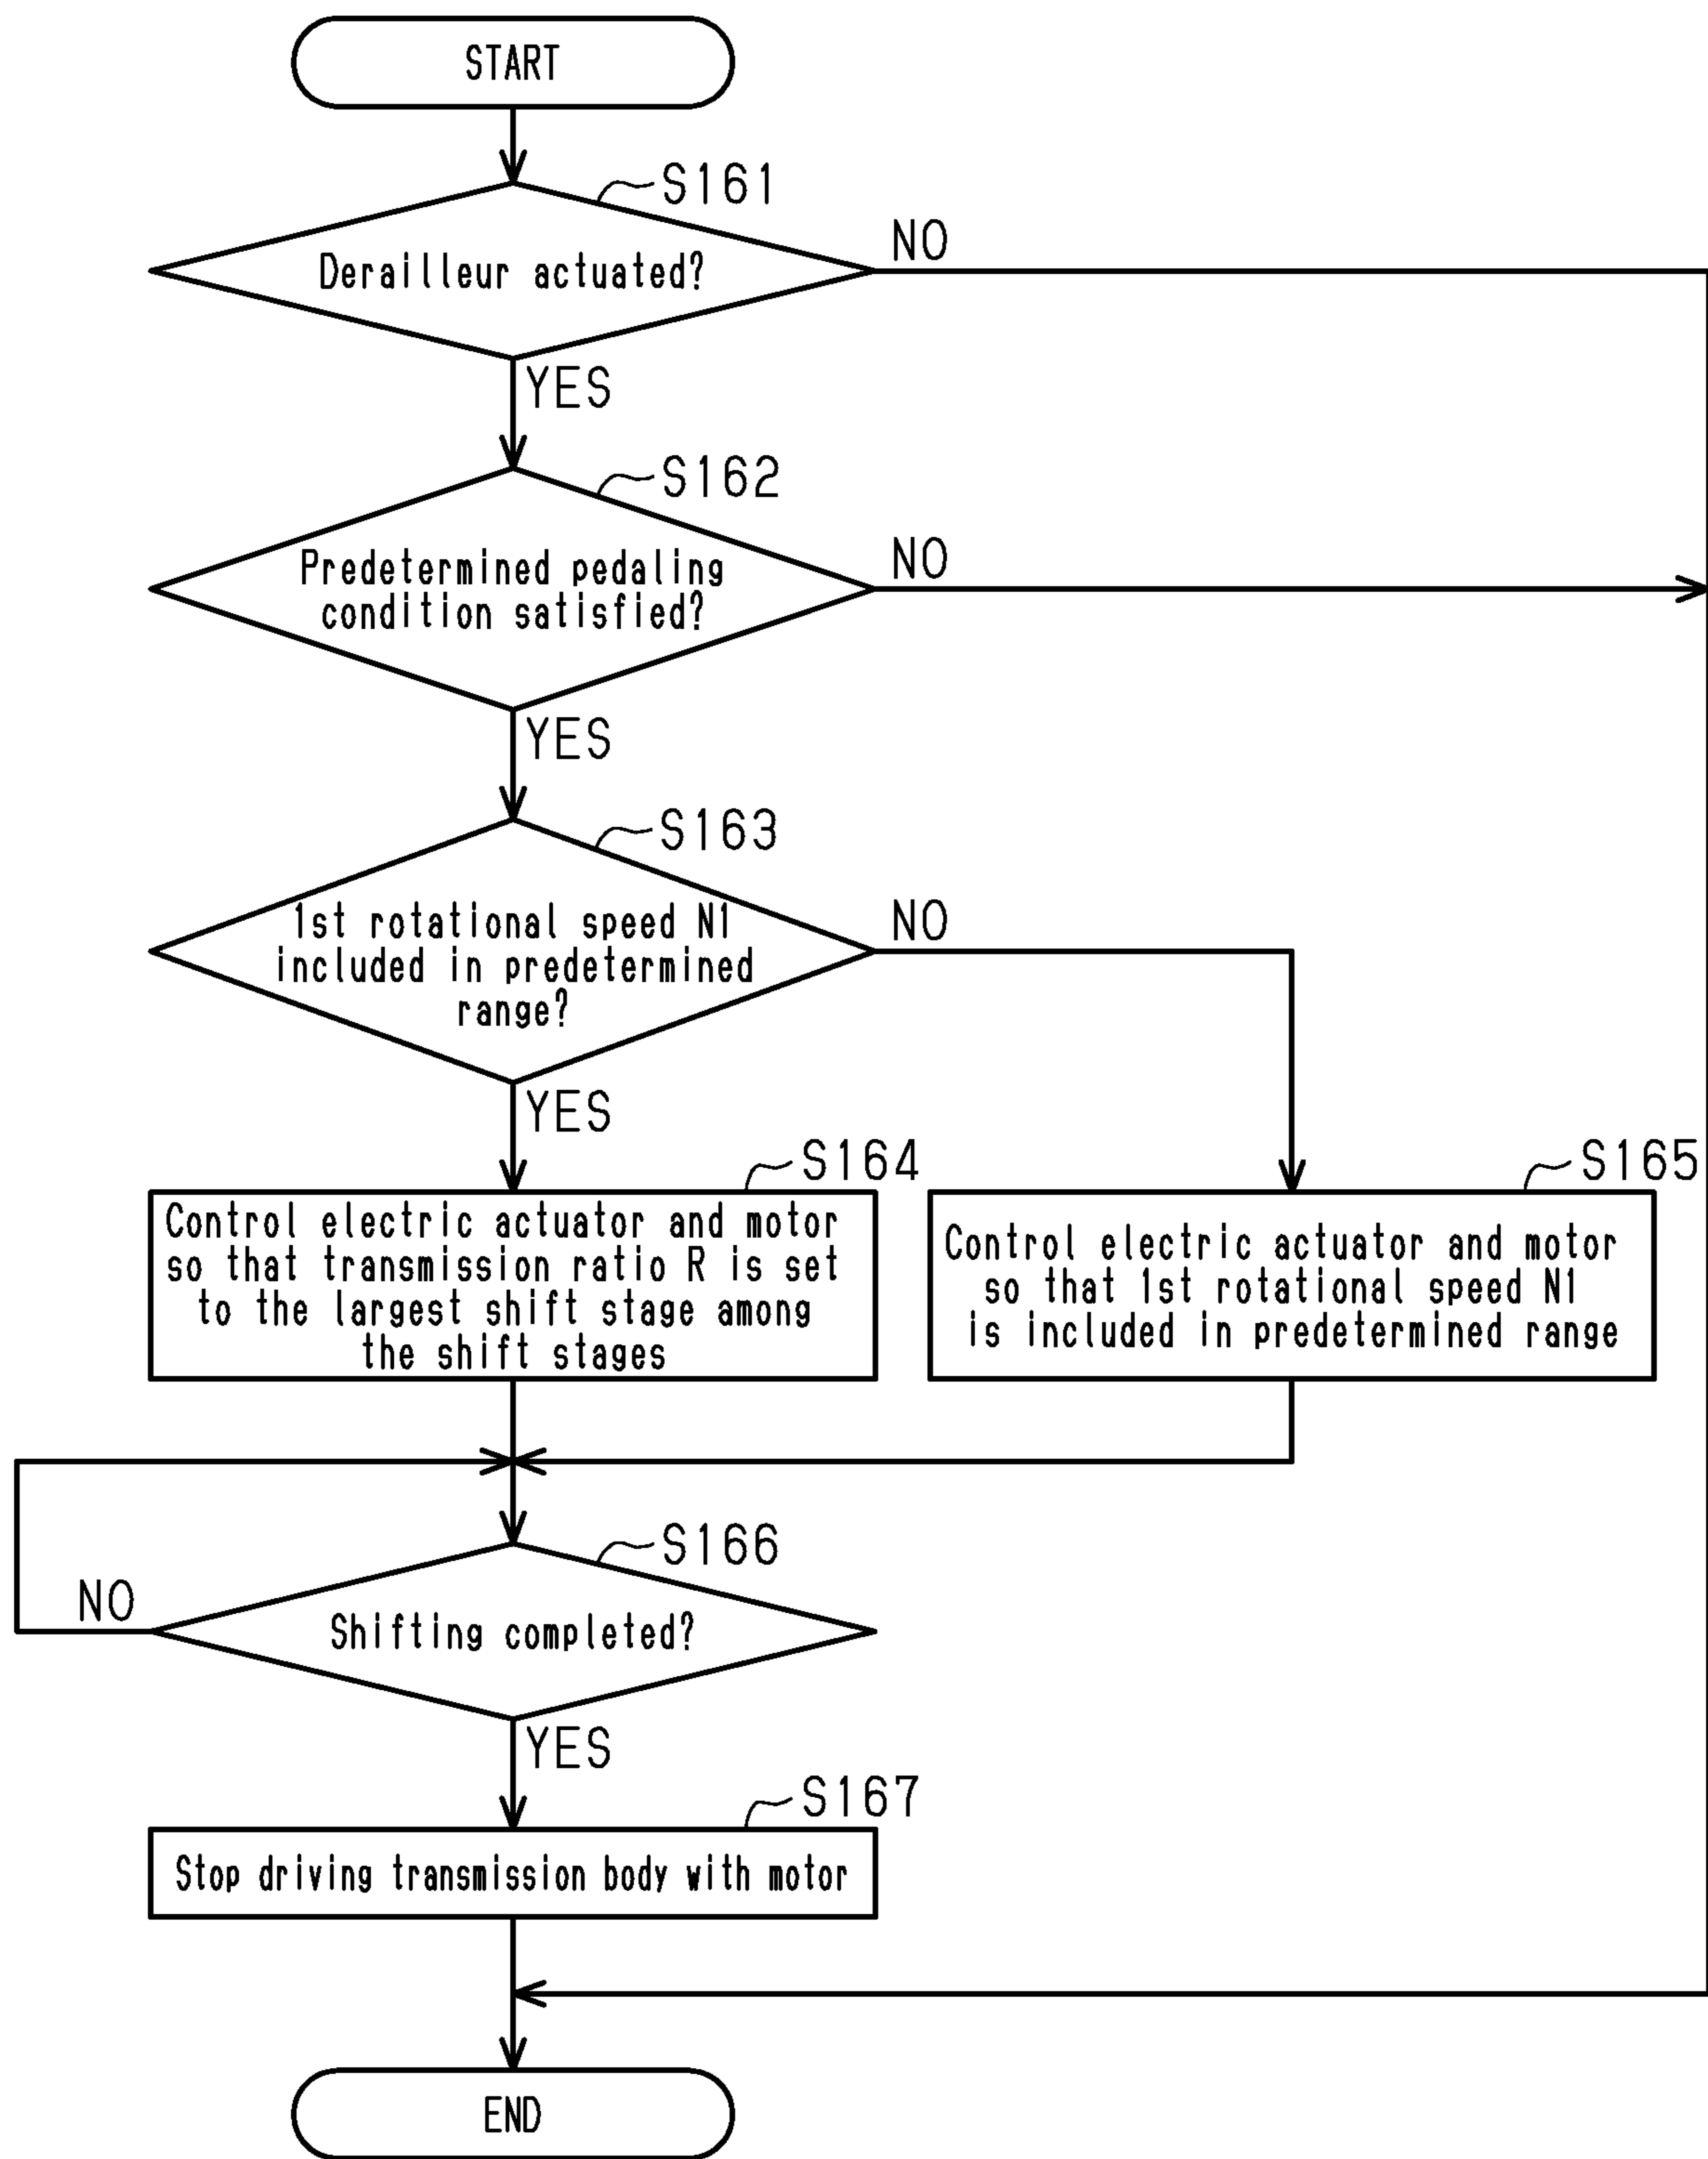 START
S161
Derailleur actuated?
NO
YES
S162
Predetermined pedaling
condition satisfied?
NO
YES
S163
1st rotational speed N1
included in predetermined
range?
NO
YES
S164
Control electric actuator and motor
so that transmission ratio R is set
to the largest shift stage among
the shift stages
S165
Control electric actuator and motor
so that 1st rotational speed N1
is included in predetermined range
S166
Shifting completed?
NO
YES
S167
Stop driving transmission body with motor
END